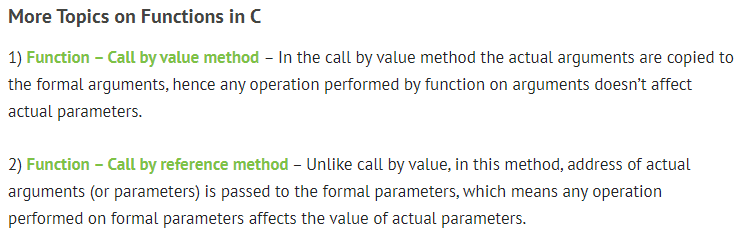 More Topics on Functions in C
1) Function – Call by value method – In the call by value method the actual arguments are copied to
the formal arguments, hence any operation performed by function on arguments doesn’t affect
actual parameters.
2) Function – Call by reference method – Unlike call by value, in this method, address of actual
arguments (or parameters) is passed to the formal parameters, which means any operation
performed on formal parameters affects the value of actual parameters.